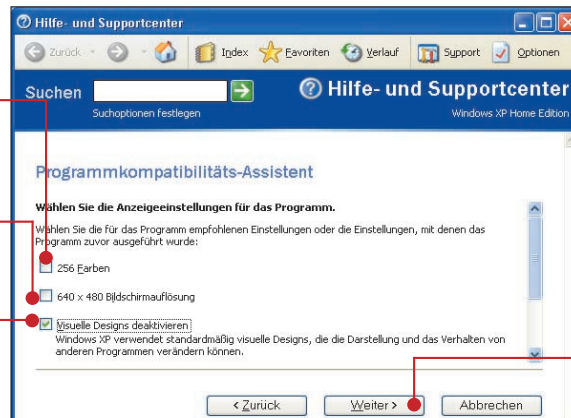 Hilfe- und Supportcenter
Zurück Index Favoriten Verlauf Support Optionen
Suchen Hilfe- und Supportcenter
Suchoptionen festlegen Windows XP Home Edition
Programmkompatibilitäts-Assistent
Wählen Sie die Anzeigeeinstellungen für das Programm.
Wählen Sie die für das Programm empfohlenen Einstellungen oder die Einstellungen, mit denen das
Programm zuvor ausgeführt wurde:
256 Farben
640 x 480 Bildschirmauflösung
Visuelle Designs deaktivieren
Windows XP verwendet standardmäßig visuelle Designs, die die Darstellung und das Verhalten von
anderen Programmen verändern können.
< Zurück Weiter > Abbrechen